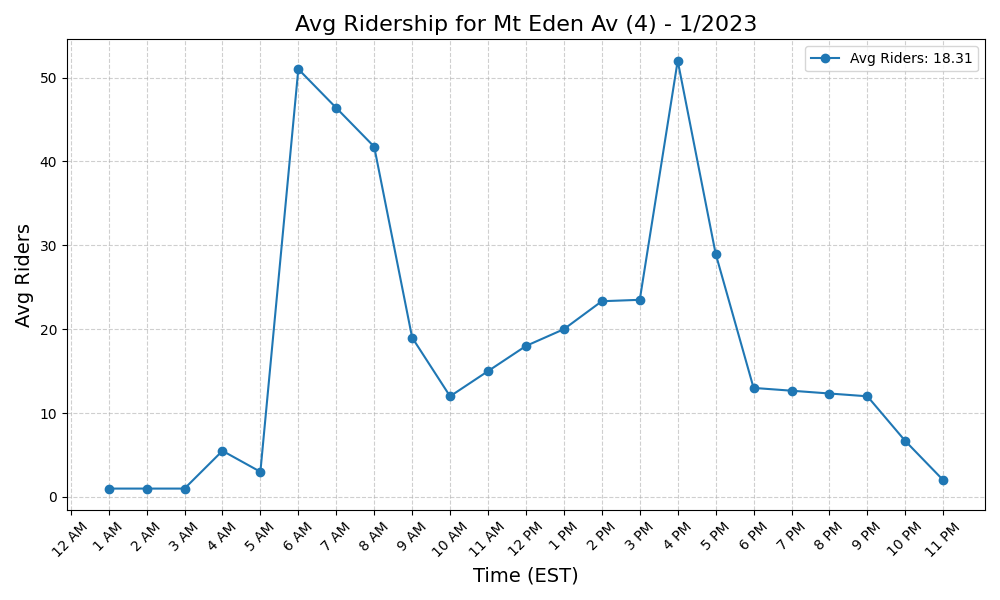 Avg Ridership for Mt Eden Av (4) - 1/2023
Avg Riders: 18.31
Avg Riders
50
40
30
20
10
0
12 AM
1 AM
2 AM
3 AM
4 AM
5 AM
6 AM
7 AM
8 AM
9 AM
10 AM
11 AM
12 PM
1 PM
2 PM
3 PM
4 PM
5 PM
6 PM
7 PM
8 PM
9 PM
10 PM
11 PM
Time (EST)